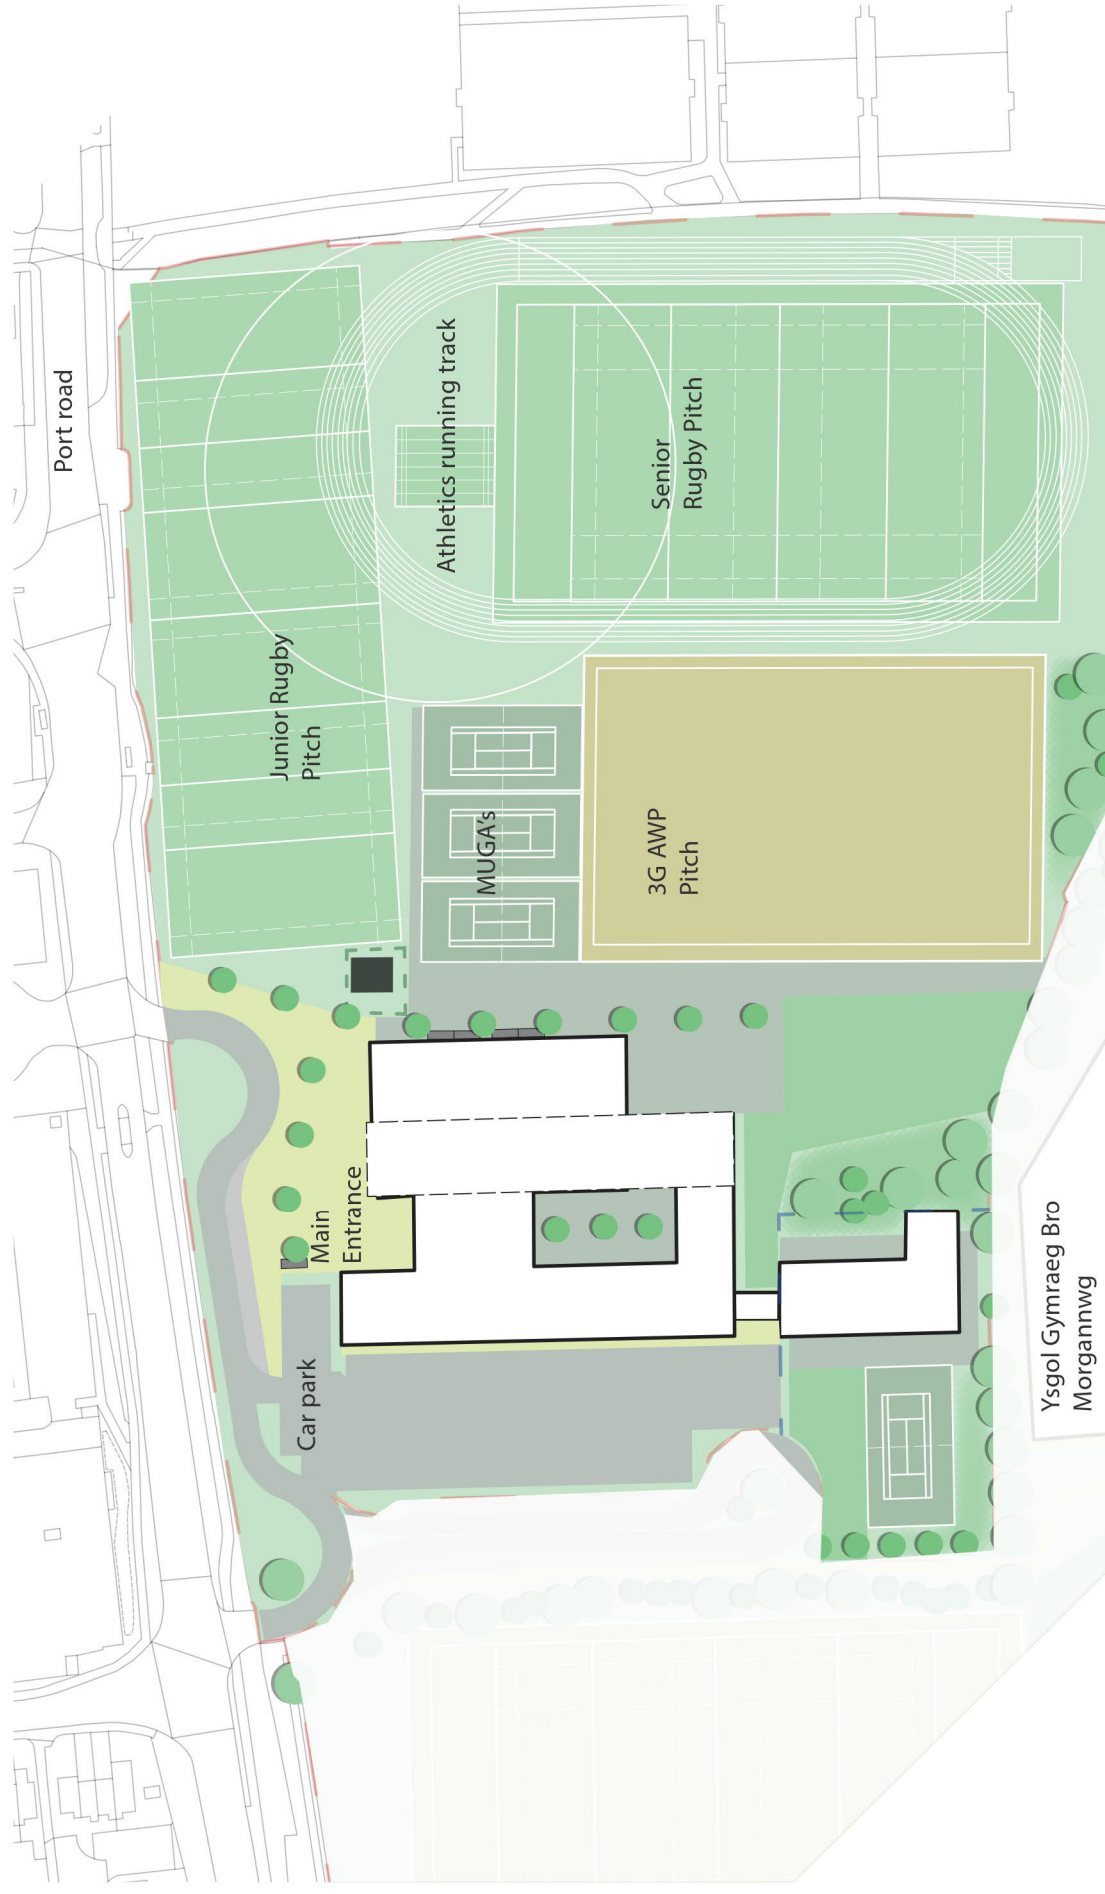 Port road
Junior Rugby
Pitch
Athletics running track
Senior
Rugby Pitch
MUGA's
3G AWP
Pitch
Main
Entrance
Car park
Ysgol Gymraeg Bro
Morgannwg